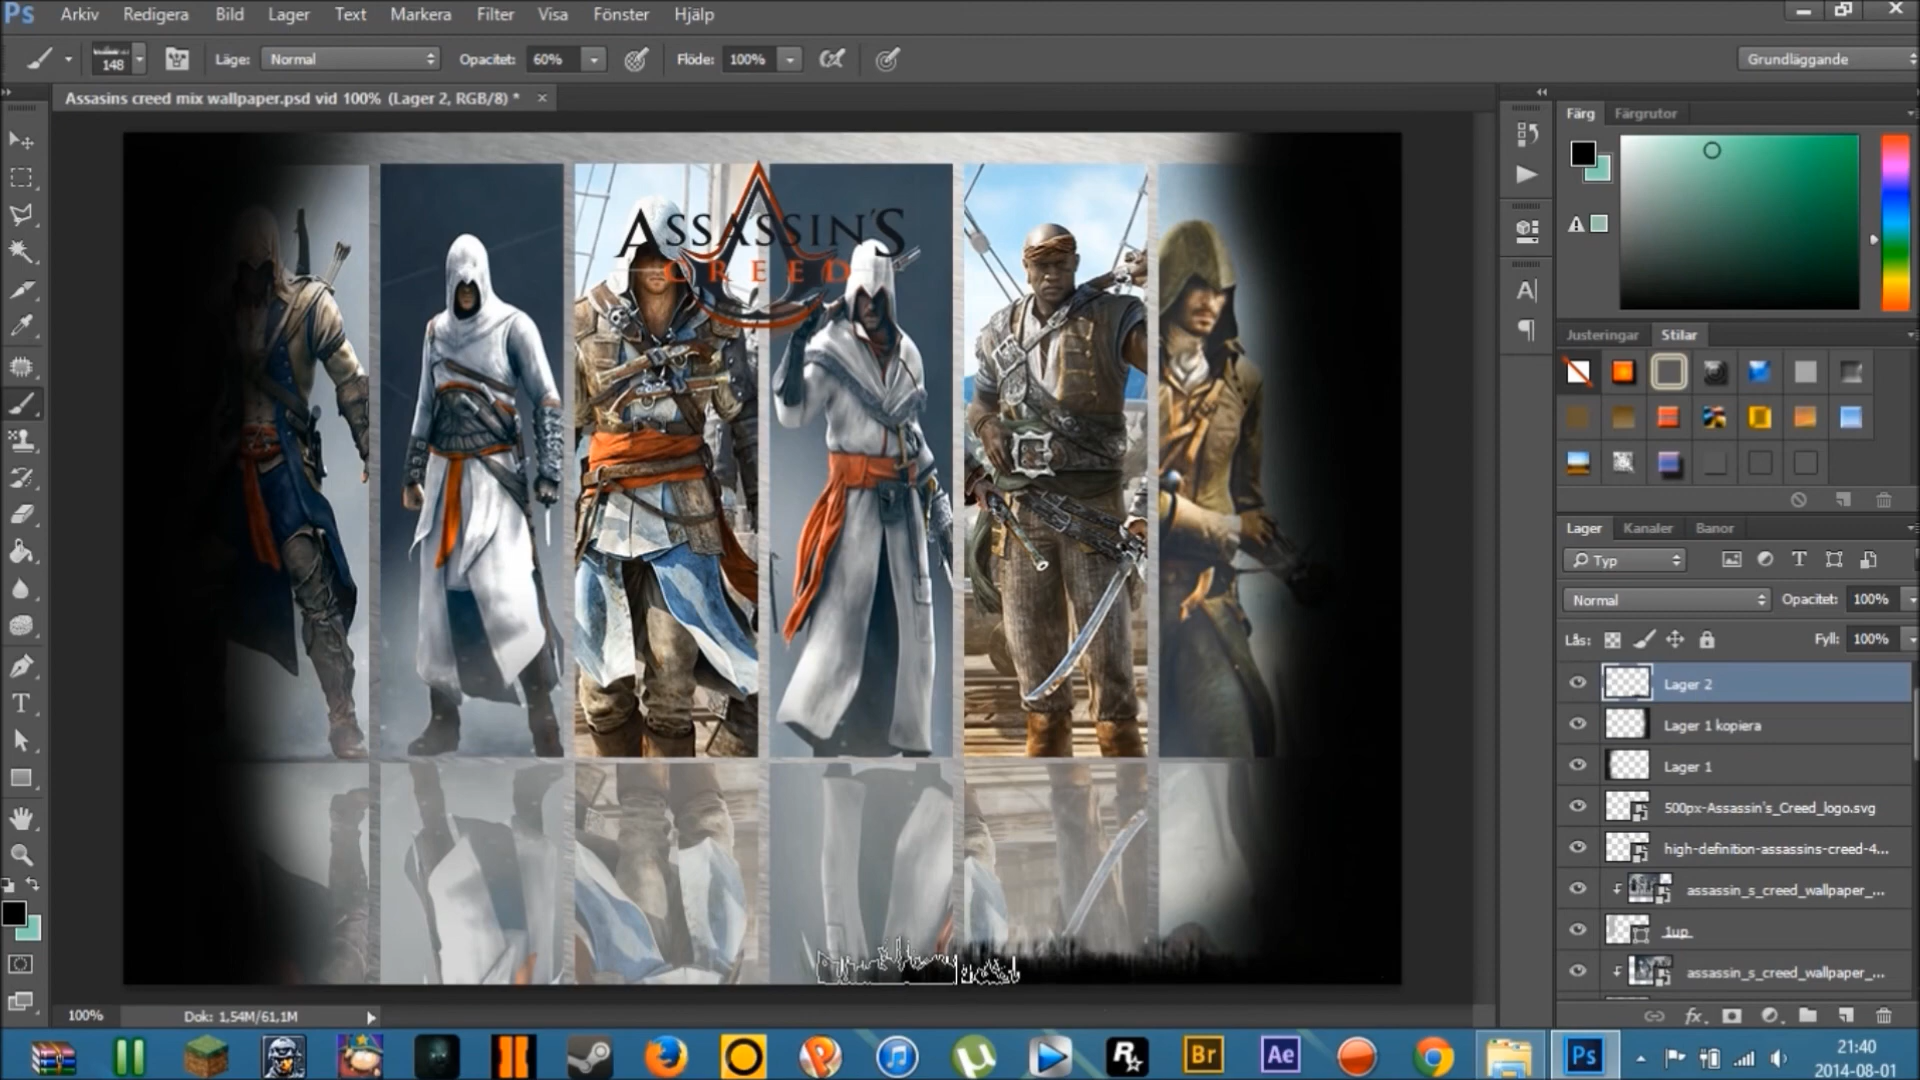 Ps Arkiv Redigera Bild Lager Text Markera Filter Visa Fönster Hjälp
148 Läge: Normal Opacitet: 60% Flöde: 100% Grundläggande
Assasins creed mix wallpaper.psd vid 100% (Lager 2, RGB/8) *
Färg Färgrutor
ASSASSIN'S
CREED
A
Justeringar Stilar
Lager Kanaler Banor
Typ
Normal Opacitet: 100%
Lås: Fyll: 100%
Lager 2
Lager 1 kopiera
Lager 1
500px-Assassin's_Creed_logo.svg
high-definition-assassins-creed-4...
assassin_s_creed_wallpaper_...
1up
assassin_s_creed_wallpaper_...
fx
T
100% Dok: 1,54M/61,1M
R Br Ae Ps
21:40
2014-08-01